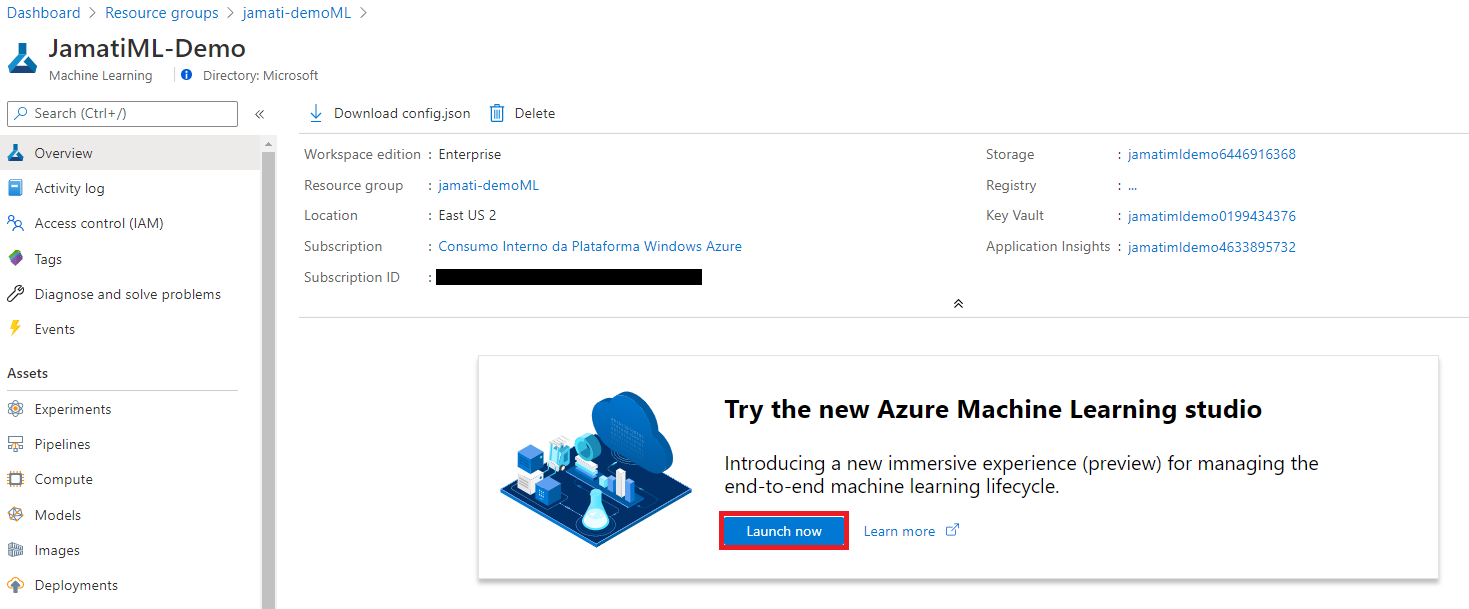 Dashboard > Resource groups > jamati-demoML >
JamatiML-Demo
Machine Learning
Directory: Microsoft
Search (Ctrl+/)
«
Overview
Activity log
Access control (IAM)
Tags
Diagnose and solve problems
Events
Assets
Experiments
Pipelines
Compute
Models
Images
Deployments
Download config.json
Delete
Workspace edition : Enterprise
Resource group : jamati-demoML
Location : East US 2
Subscription : Consumo Interno da Plataforma Windows Azure
Subscription ID :
Storage : jamatimldemo6446916368
Registry : ...
Key Vault : jamatimldemo0199434376
Application Insights : jamatimldemo4633895732
Try the new Azure Machine Learning studio
Introducing a new immersive experience (preview) for managing the
end-to-end machine learning lifecycle.
Launch now
Learn more